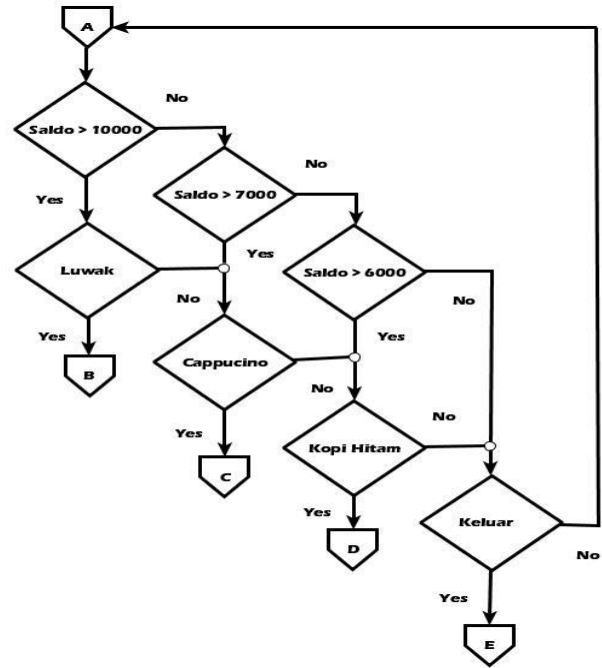 A
No
Saldo > 10000
No
Yes
Saldo > 7000
Yes
Luwak
Saldo > 6000
No
No
Yes
Yes
B
Cappucino
No
No
Yes
Kopi Hitam
C
Yes
Keluar
D
No
Yes
E